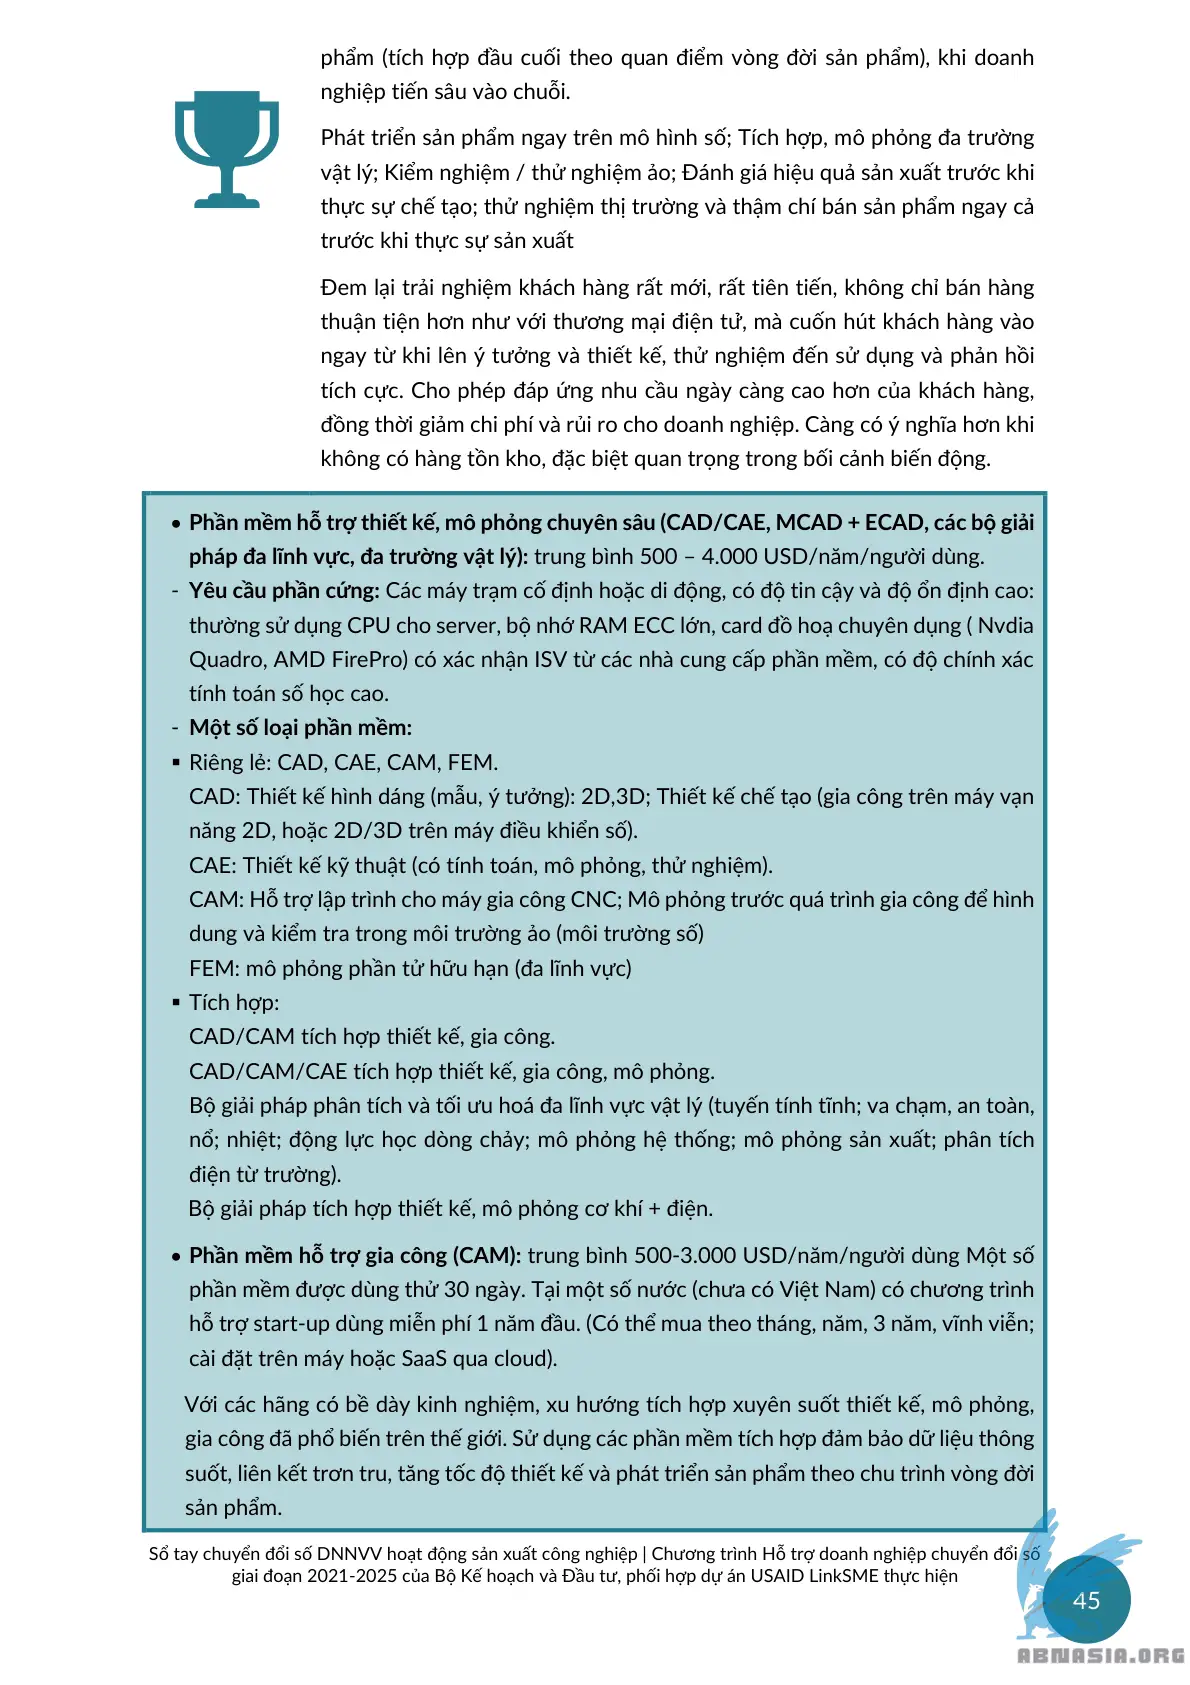 phẩm (tích hợp đầu cuối theo quan điểm vòng đời sản phẩm), khi doanh
nghiệp tiến sâu vào chuỗi.
Phát triển sản phẩm ngay trên mô hình số; Tích hợp, mô phỏng đa trường
vật lý; Kiểm nghiệm / thử nghiệm ảo; Đánh giá hiệu quả sản xuất trước khi
thực sự chế tạo; thử nghiệm thị trường và thậm chí bán sản phẩm ngay cả
trước khi thực sự sản xuất
Đem lại trải nghiệm khách hàng rất mới, rất tiên tiến, không chỉ bán hàng
thuận tiện hơn như với thương mại điện tử, mà cuốn hút khách hàng vào
ngay từ khi lên ý tưởng và thiết kế, thử nghiệm đến sử dụng và phản hồi
tích cực. Cho phép đáp ứng nhu cầu ngày càng cao hơn của khách hàng,
đồng thời giảm chi phí và rủi ro cho doanh nghiệp. Càng có ý nghĩa hơn khi
không có hàng tồn kho, đặc biệt quan trọng trong bối cảnh biến động.
• Phần mềm hỗ trợ thiết kế, mô phỏng chuyên sâu (CAD/CAE, MCAD + ECAD, các bộ giải
pháp đa lĩnh vực, đa trường vật lý): trung bình 500 – 4.000 USD/năm/người dùng.
- Yêu cầu phần cứng: Các máy trạm cố định hoặc di động, có độ tin cậy và độ ổn định cao:
thường sử dụng CPU cho server, bộ nhớ RAM ECC lớn, card đồ hoạ chuyên dụng ( Nvdia
Quadro, AMD FirePro) có xác nhận ISV từ các nhà cung cấp phần mềm, có độ chính xác
tính toán số học cao.
- Một số loại phần mềm:
▪ Riêng lẻ: CAD, CAE, CAM, FEM.
CAD: Thiết kế hình dáng (mẫu, ý tưởng): 2D,3D; Thiết kế chế tạo (gia công trên máy vạn
năng 2D, hoặc 2D/3D trên máy điều khiển số).
CAE: Thiết kế kỹ thuật (có tính toán, mô phỏng, thử nghiệm).
CAM: Hỗ trợ lập trình cho máy gia công CNC; Mô phỏng trước quá trình gia công để hình
dung và kiểm tra trong môi trường ảo (môi trường số)
FEM: mô phỏng phần tử hữu hạn (đa lĩnh vực)
▪ Tích hợp:
CAD/CAM tích hợp thiết kế, gia công.
CAD/CAM/CAE tích hợp thiết kế, gia công, mô phỏng.
Bộ giải pháp phân tích và tối ưu hoá đa lĩnh vực vật lý (tuyến tính tĩnh; va chạm, an toàn,
nổ; nhiệt; động lực học dòng chảy; mô phỏng hệ thống; mô phỏng sản xuất; phân tích
điện từ trường).
Bộ giải pháp tích hợp thiết kế, mô phỏng cơ khí + điện.
• Phần mềm hỗ trợ gia công (CAM): trung bình 500-3.000 USD/năm/người dùng Một số
phần mềm được dùng thử 30 ngày. Tại một số nước (chưa có Việt Nam) có chương trình
hỗ trợ start-up dùng miễn phí 1 năm đầu. (Có thể mua theo tháng, năm, 3 năm, vĩnh viễn;
cài đặt trên máy hoặc SaaS qua cloud).
Với các hãng có bề dày kinh nghiệm, xu hướng tích hợp xuyên suốt thiết kế, mô phỏng,
gia công đã phổ biến trên thế giới. Sử dụng các phần mềm tích hợp đảm bảo dữ liệu thông
suốt, liên kết trơn tru, tăng tốc độ thiết kế và phát triển sản phẩm theo chu trình vòng đời
sản phẩm.
Sổ tay chuyển đổi số DNNVV hoạt động sản xuất công nghiệp | Chương trình Hỗ trợ doanh nghiệp chuyển đổi số
giai đoạn 2021-2025 của Bộ Kế hoạch và Đầu tư, phối hợp dự án USAID LinkSME thực hiện
45
ABNASIA.ORG